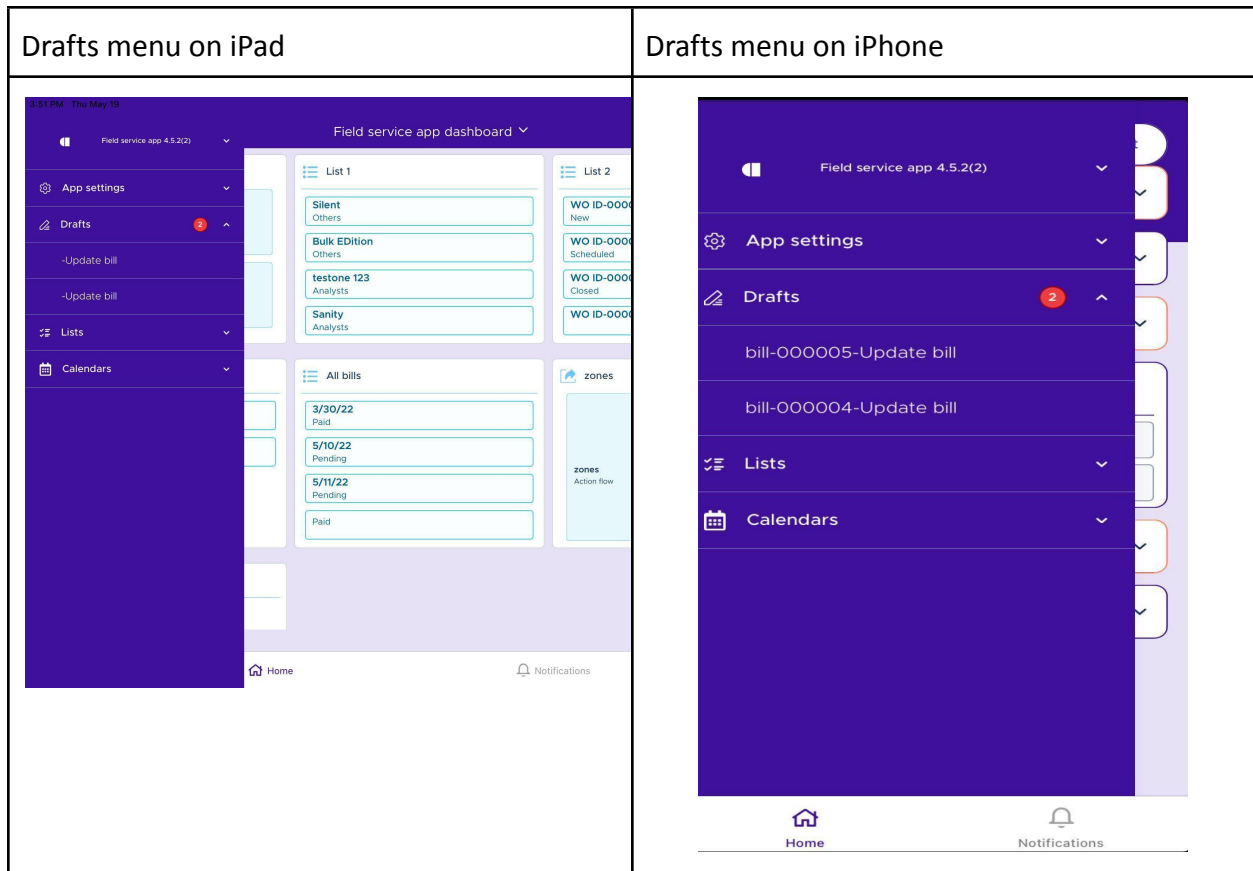 Drafts menu on iPad
Drafts menu on iPhone
3:51 PM Thu May 19
Field service app 4.5.2(2)
App settings
Drafts 2
-Update bill
-Update bill
Lists
Calendars
Field service app dashboard
List 1
Silent
Others
Bulk EDition
Others
testone 123
Analysts
Sanity
Analysts
List 2
WO ID-0000
New
WO ID-0000
Scheduled
WO ID-0000
Closed
WO ID-0000
All bills
3/30/22
Paid
5/10/22
Pending
5/11/22
Pending
Paid
zones
zones
Action flow
Home
Notifications
Field service app 4.5.2(2)
App settings
Drafts 2
bill-000005-Update bill
bill-000004-Update bill
Lists
Calendars
Home
Notifications